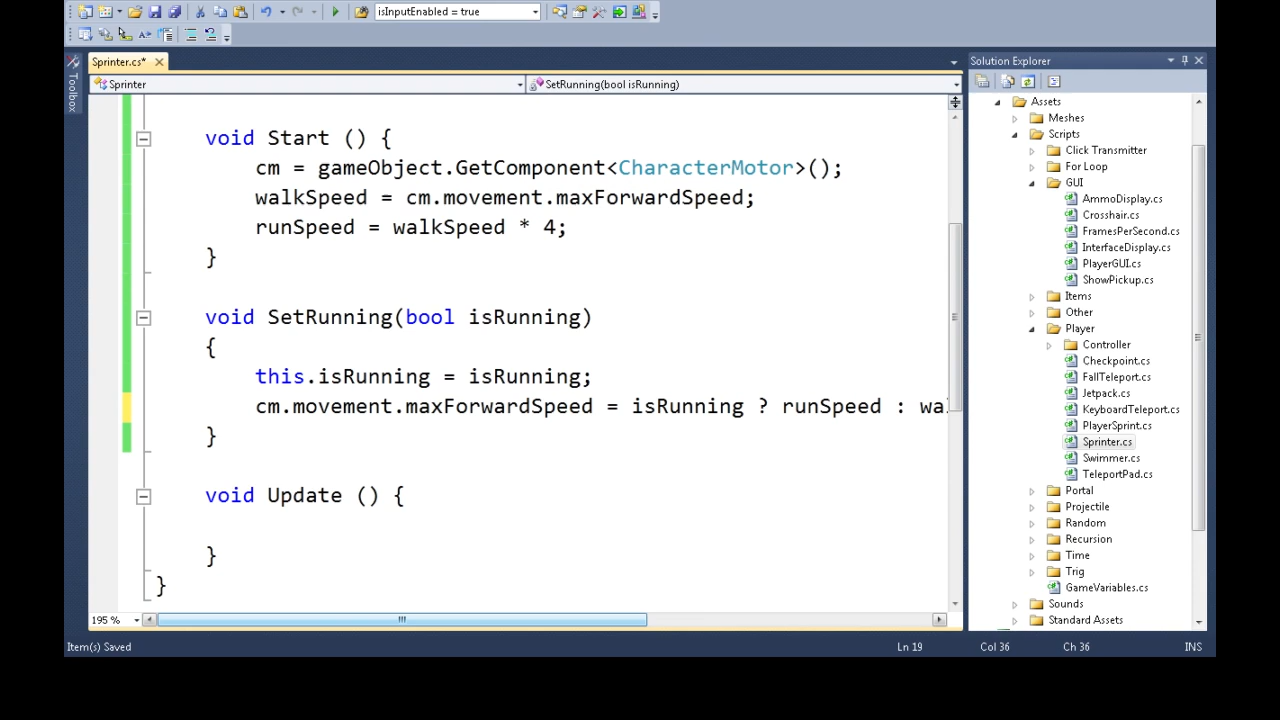 isInputEnabled = true
Sprinter.cs*
Solution Explorer
Toolbox
Sprinter
SetRunning(bool isRunning)
void Start () {
cm = gameObject.GetComponent<CharacterMotor>();
walkSpeed = cm.movement.maxForwardSpeed;
runSpeed = walkSpeed * 4;
}
void SetRunning(bool isRunning)
{
this.isRunning = isRunning;
cm.movement.maxForwardSpeed = isRunning ? runSpeed : wal
}
void Update () {
}
}
195 %
Assets
Meshes
Scripts
Click Transmitter
For Loop
GUI
AmmoDisplay.cs
Crosshair.cs
FramesPerSecond.cs
InterfaceDisplay.cs
PlayerGUI.cs
ShowPickup.cs
Items
Other
Player
Controller
Checkpoint.cs
FallTeleport.cs
Jetpack.cs
KeyboardTeleport.cs
PlayerSprint.cs
Sprinter.cs
Swimmer.cs
TeleportPad.cs
Portal
Projectile
Random
Recursion
Time
Trig
GameVariables.cs
Sounds
Standard Assets
Item(s) Saved
Ln 19
Col 36
Ch 36
INS